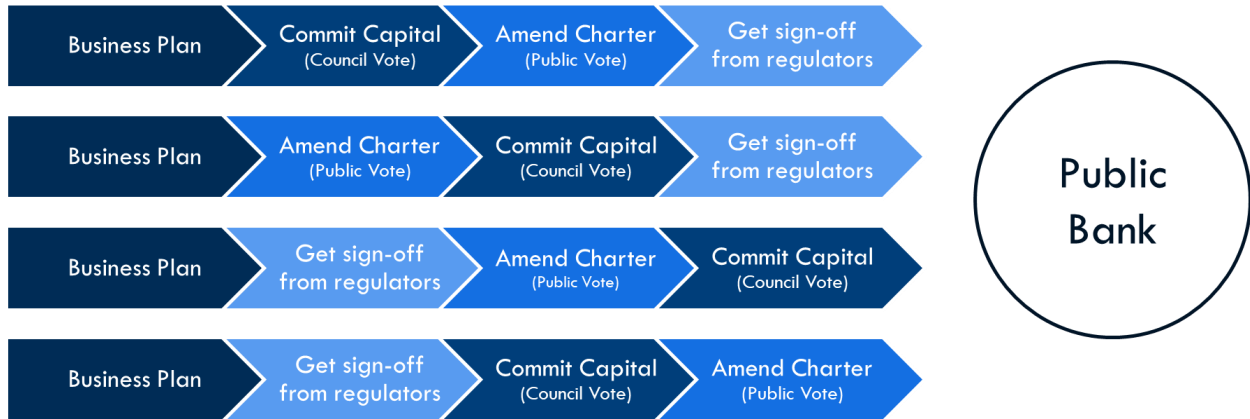 Business Plan
Commit Capital
(Council Vote)
Amend Charter
(Public Vote)
Get sign-off
from regulators
Business Plan
Amend Charter
(Public Vote)
Commit Capital
(Council Vote)
Get sign-off
from regulators
Business Plan
Get sign-off
from regulators
Amend Charter
(Public Vote)
Commit Capital
(Council Vote)
Business Plan
Get sign-off
from regulators
Commit Capital
(Council Vote)
Amend Charter
(Public Vote)
Public
Bank